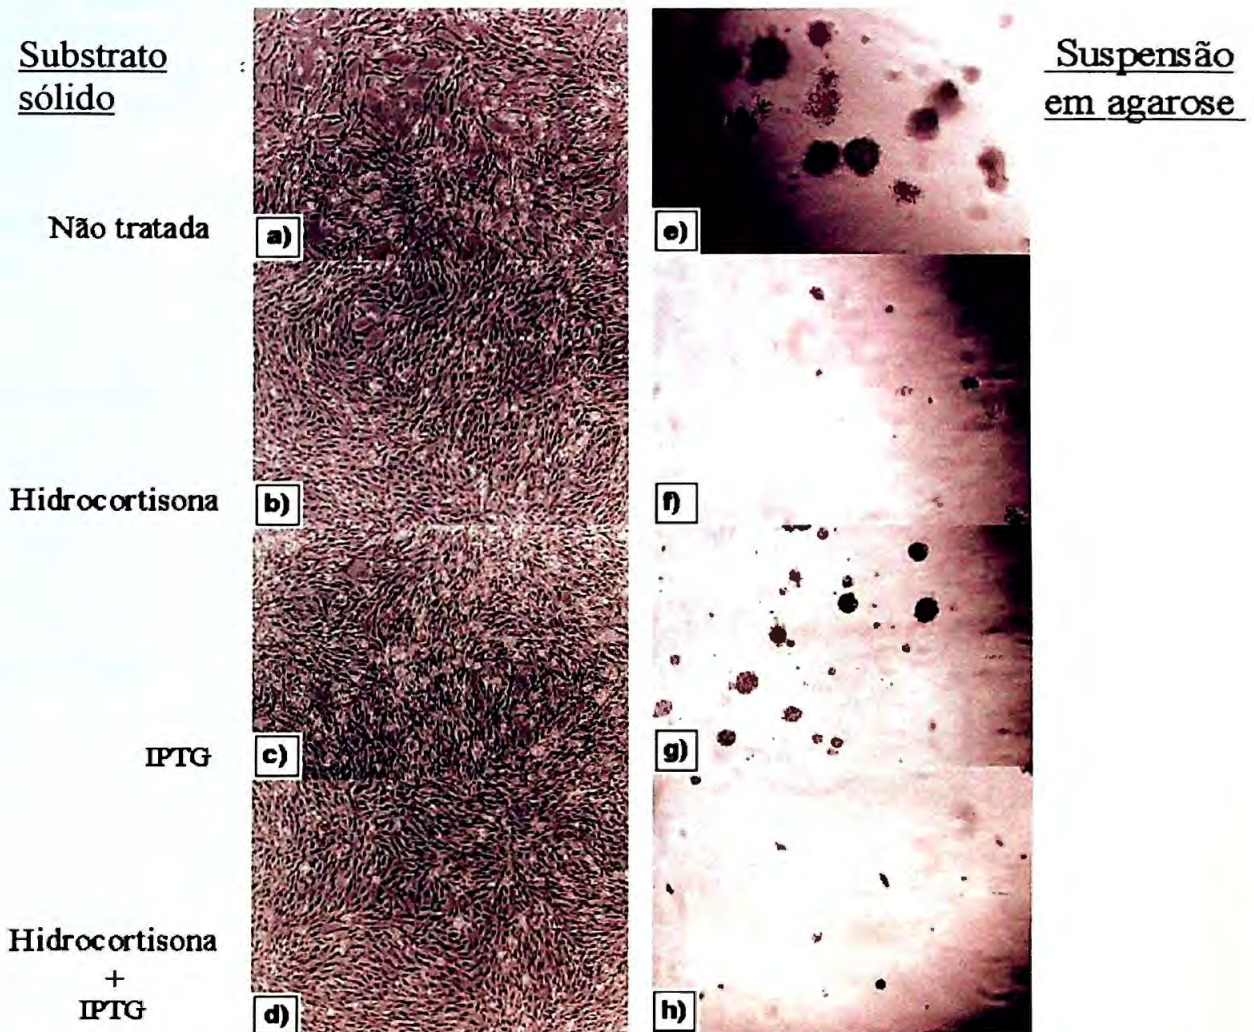 Substrato
sólido
Suspensão
em agarose
Não tratada
a)
e)
Hidrocortisona
b)
f)
IPTG
c)
g)
Hidrocortisona
+
IPTG
d)
h)